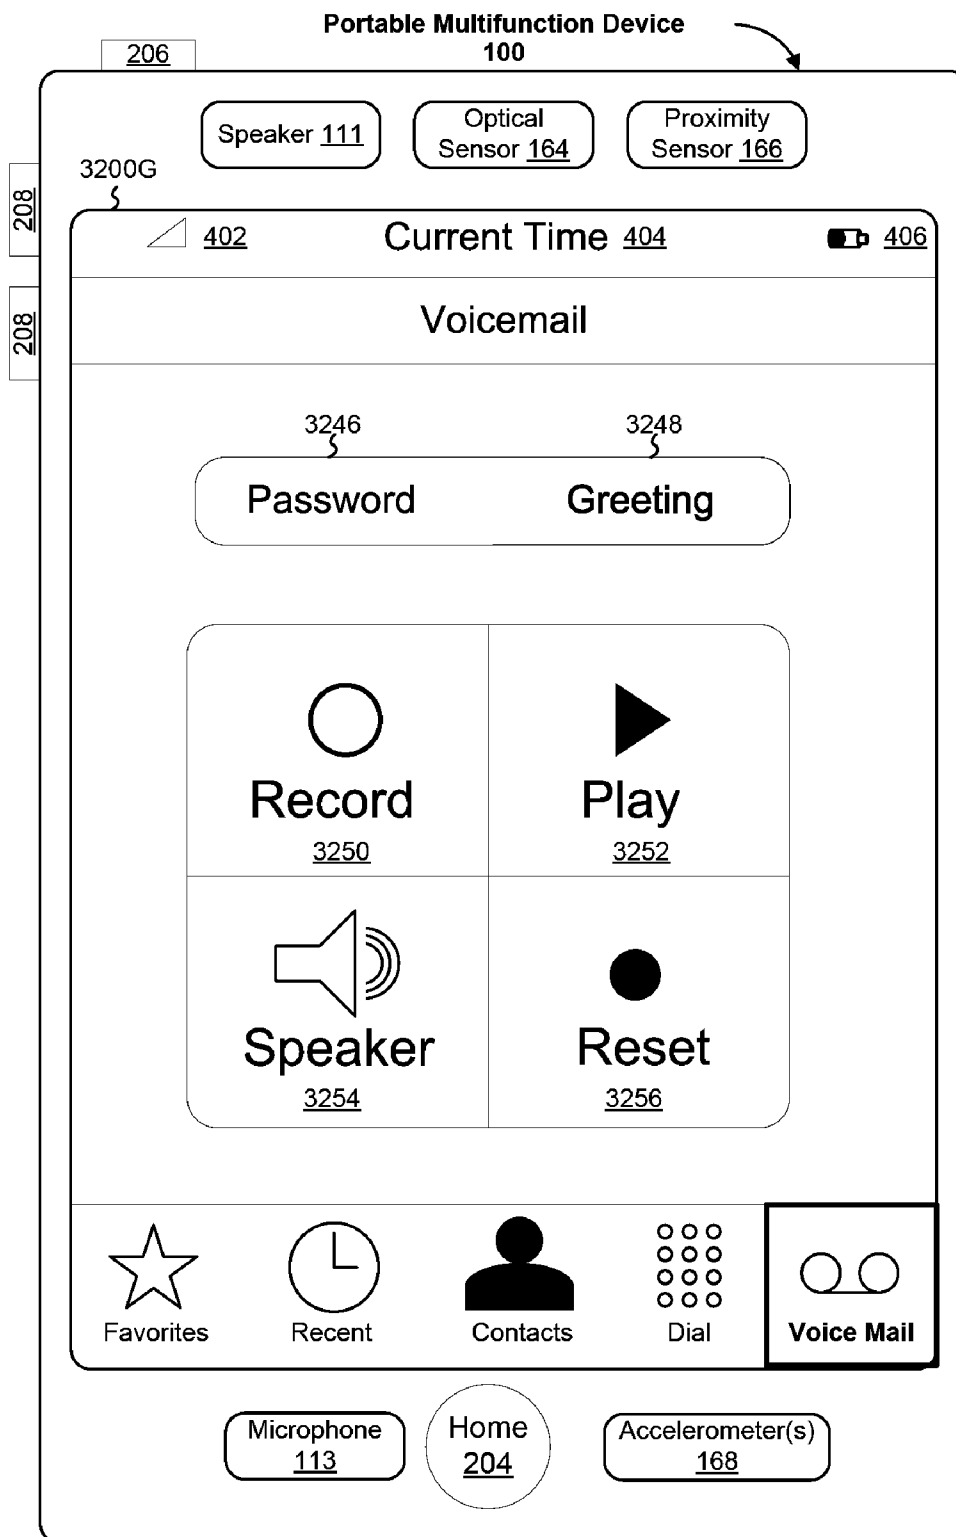 Portable Multifunction Device
100
206
Speaker 111
Optical
Sensor 164
Proximity
Sensor 166
3200G
208
208
402
Current Time 404
406
Voicemail
3246
3248
Password
Greeting
Record
3250
Play
3252
Speaker
3254
Reset
3256
Favorites
Recent
Contacts
Dial
Voice Mail
Microphone
113
Home
204
Accelerometer(s)
168